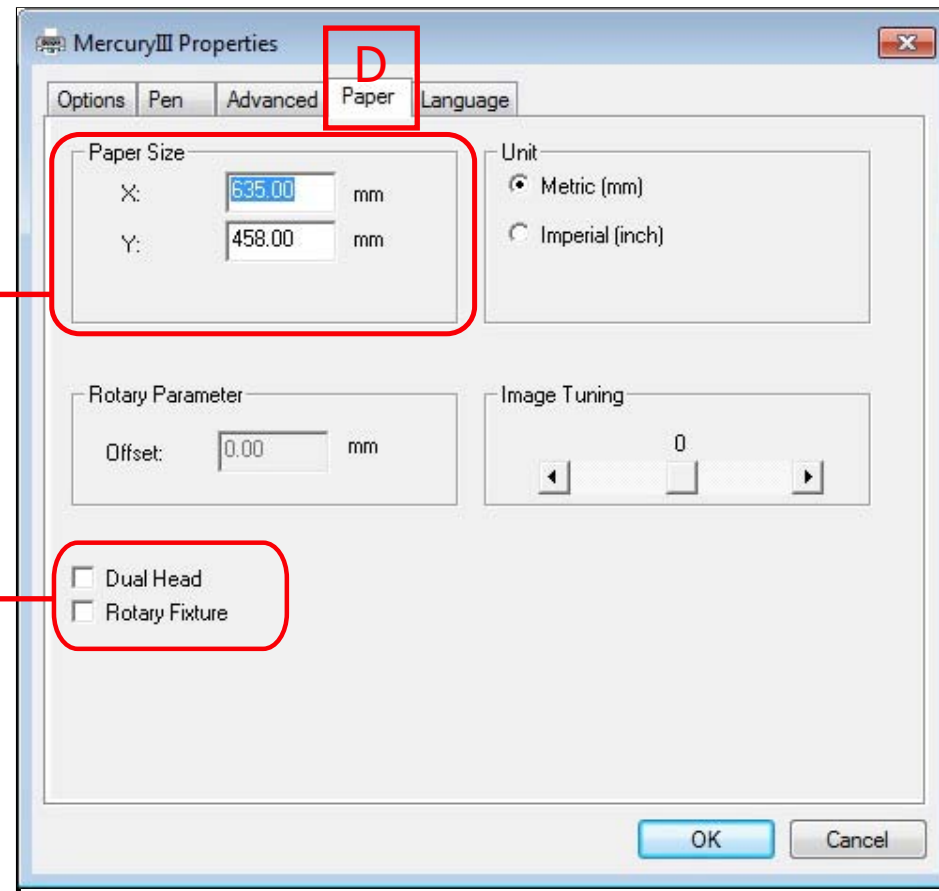 MercuryIII Properties
D
Options Pen Advanced Paper Language
Paper Size
X: 635.00 mm
Y: 458.00 mm
Unit
Metric (mm)
Imperial (inch)
Rotary Parameter
Offset: 0.00 mm
Image Tuning
0
Dual Head
Rotary Fixture
OK Cancel